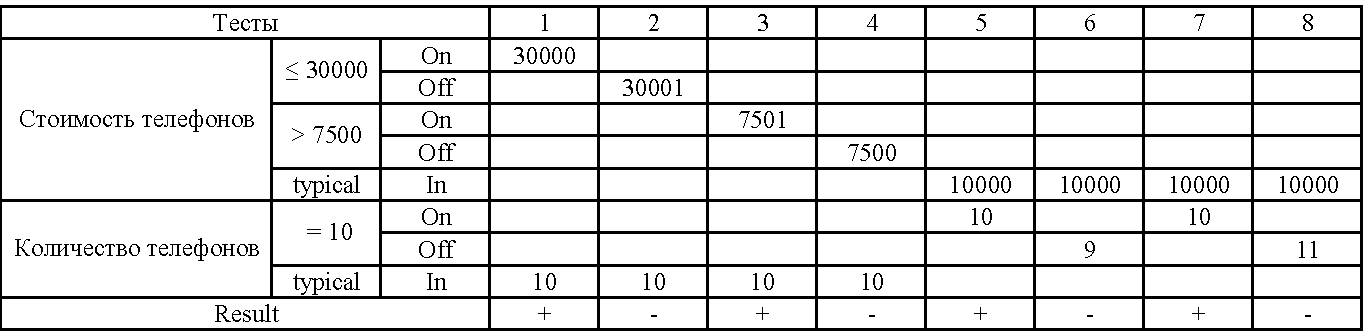 Тесты 1 2 3 4 5 6 7 8
Стоимость телефонов ≤ 30000 On 30000
Off 30001
> 7500 On 7501
Off 7500
typical In 10000 10000 10000 10000
Количество телефонов = 10 On 10 10
Off 9 11
typical In 10 10 10 10
Result + - + - + - + -